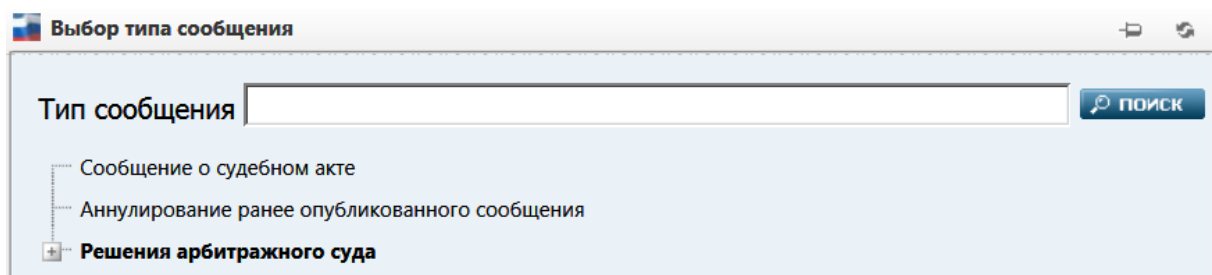 Выбор типа сообщения
Тип сообщения ПОИСК
Сообщение о судебном акте
Аннулирование ранее опубликованного сообщения
Решения арбитражного суда